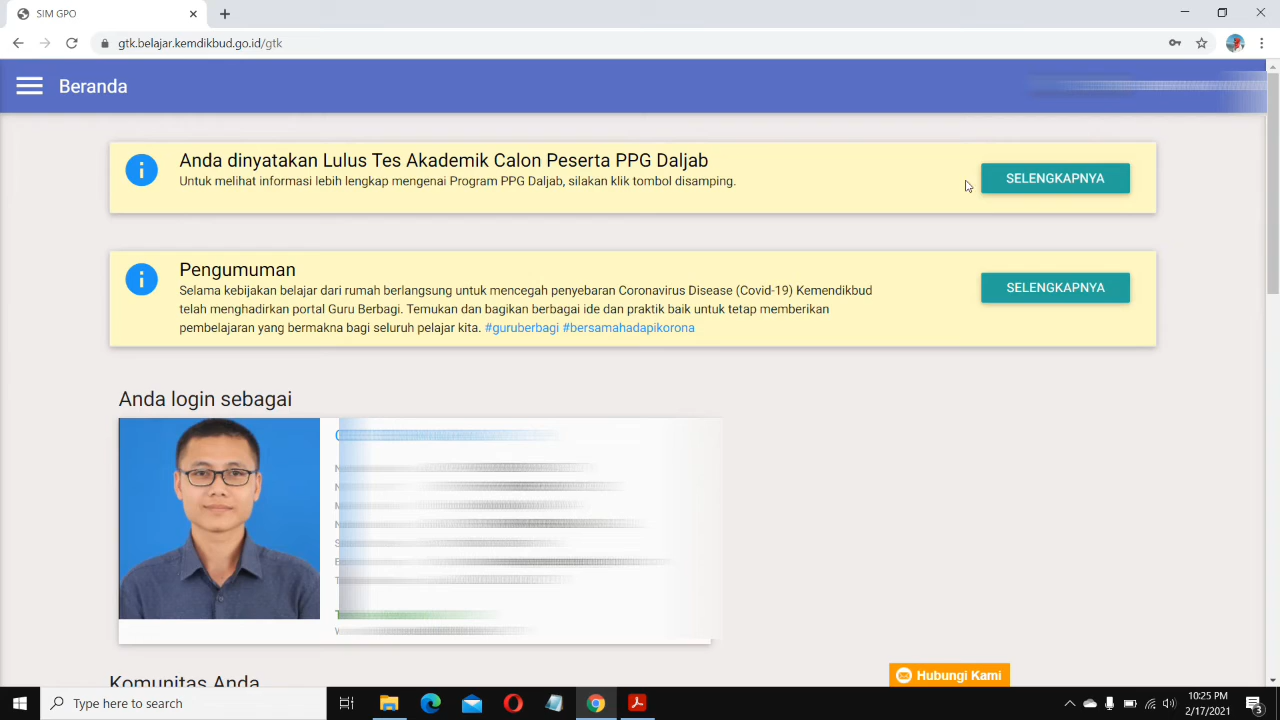 SIM GPO
gtk.belajar.kemdikbud.go.id/gtk
Beranda
Anda dinyatakan Lulus Tes Akademik Calon Peserta PPG Daljab
Untuk melihat informasi lebih lengkap mengenai Program PPG Daljab, silakan klik tombol disamping.
SELENGKAPNYA
Pengumuman
Selama kebijakan belajar dari rumah berlangsung untuk mencegah penyebaran Coronavirus Disease (Covid-19) Kemendikbud
telah menghadirkan portal Guru Berbagi. Temukan dan bagikan berbagai ide dan praktik baik untuk tetap memberikan
pembelajaran yang bermakna bagi seluruh pelajar kita. #guruberbagi #bersamahadapikorona
SELENGKAPNYA
Anda login sebagai
Komunitas Anda
Hubungi Kami
Type here to search
10:25 PM
2/17/2021
3